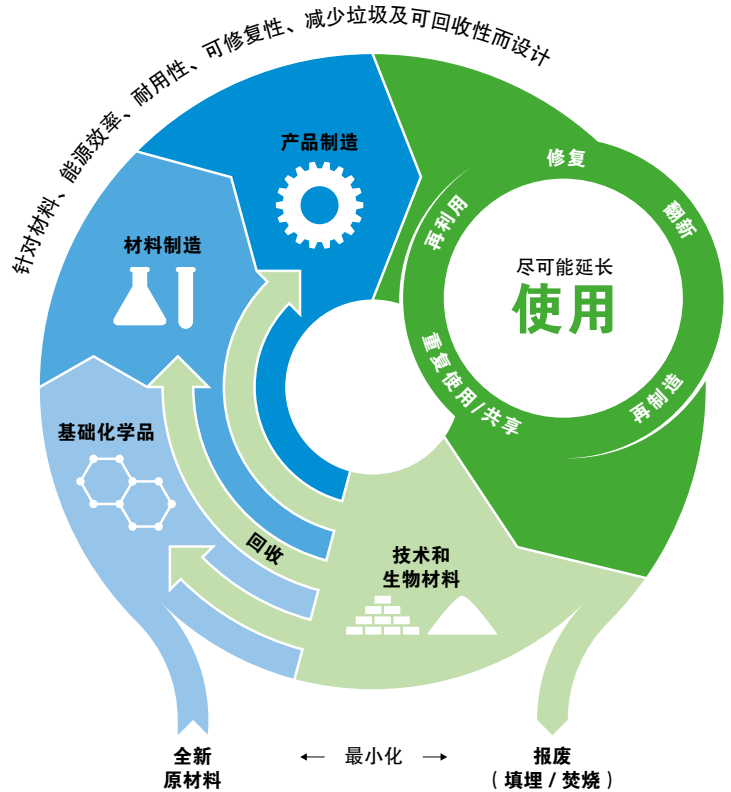 针对材料、能源效率、耐用性、可修复性、减少垃圾及可回收性而设计
产品制造
材料制造
基础化学品
修复
翻新
再利用
尽可能延长
使用
重复使用/共享
再制造
回收
技术和
生物材料
全新
原材料
← 最小化 →
报废
( 填埋 / 焚烧 )